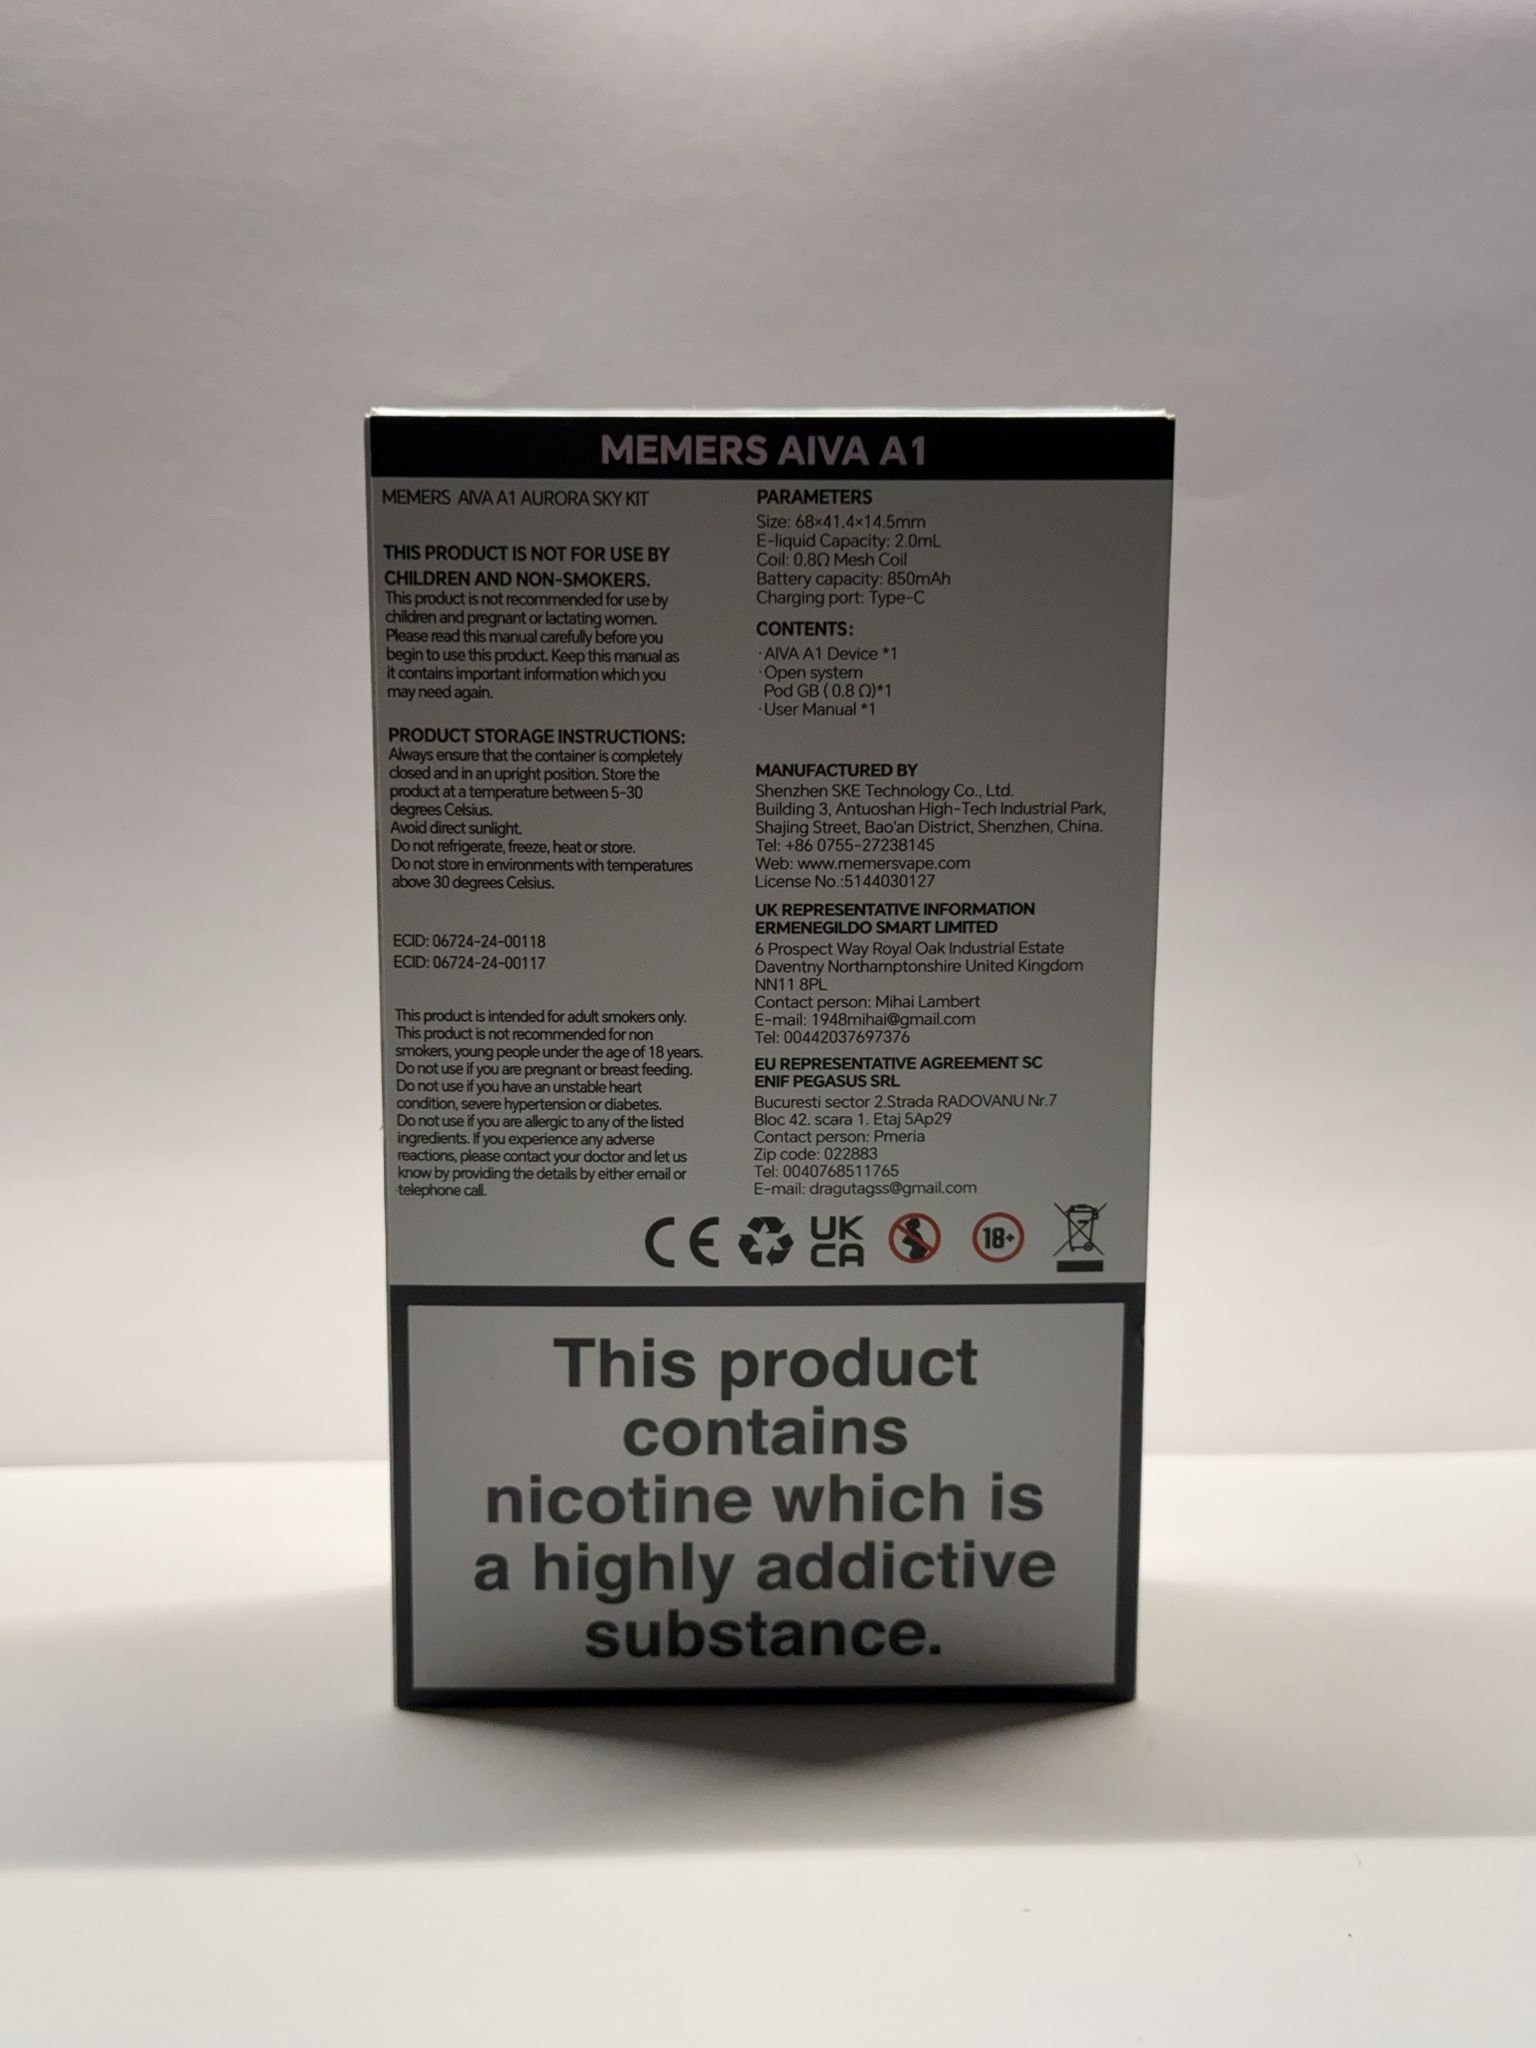 MEMERS AIVA A1
MEMERS AIVA A1 AURORA SKY KIT
THIS PRODUCT IS NOT FOR USE BY
CHILDREN AND NON-SMOKERS.
This product is not recommended for use by
children and pregnant or lactating women.
Please read this manual carefully before you
begin to use this product. Keep this manual as
it contains important information which you
may need again.
PRODUCT STORAGE INSTRUCTIONS:
Always ensure that the container is completely
closed and in an upright position. Store the
product at a temperature between 5-30
degrees Celsius.
Avoid direct sunlight.
Do not refrigerate, freeze, heat or store.
Do not store in environments with temperatures
above 30 degrees Celsius.
ECID: 06724-24-00118
ECID: 06724-24-00117
This product is intended for adult smokers only.
This product is not recommended for non
smokers, young people under the age of 18 years.
Do not use if you are pregnant or breast feeding.
Do not use if you have an unstable heart
condition, severe hypertension or diabetes.
Do not use if you are allergic to any of the listed
ingredients. If you experience any adverse
reactions, please contact your doctor and let us
know by providing the details by either email or
telephone call.
PARAMETERS
Size: 68×41.4×14.5mm
E-liquid Capacity: 2.0mL
Coil: 0.8Ω Mesh Coil
Battery capacity: 850mAh
Charging port: Type-C
CONTENTS:
·AIVA A1 Device *1
·Open system
Pod GB ( 0.8 Ω)*1
·User Manual *1
MANUFACTURED BY
Shenzhen SKE Technology Co., Ltd.
Building 3, Antuoshan High-Tech Industrial Park,
Shajing Street, Bao'an District, Shenzhen, China.
Tel: +86 0755-27238145
Web: www.memersvape.com
License No.:5144030127
UK REPRESENTATIVE INFORMATION
ERMENEGILDO SMART LIMITED
6 Prospect Way Royal Oak Industrial Estate
Daventny Northamptonshire United Kingdom
NN11 8PL
Contact person: Mihai Lambert
E-mail: 1948mihai@gmail.com
Tel: 00442037697376
EU REPRESENTATIVE AGREEMENT SC
ENIF PEGASUS SRL
Bucuresti sector 2.Strada RADOVANU Nr.7
Bloc 42. scara 1. Etaj 5Ap29
Contact person: Pmeria
Zip code: 022883
Tel: 0040768511765
E-mail: dragutagss@gmail.com
CE UK 18+
CA
This product
contains
nicotine which is
a highly addictive
substance.